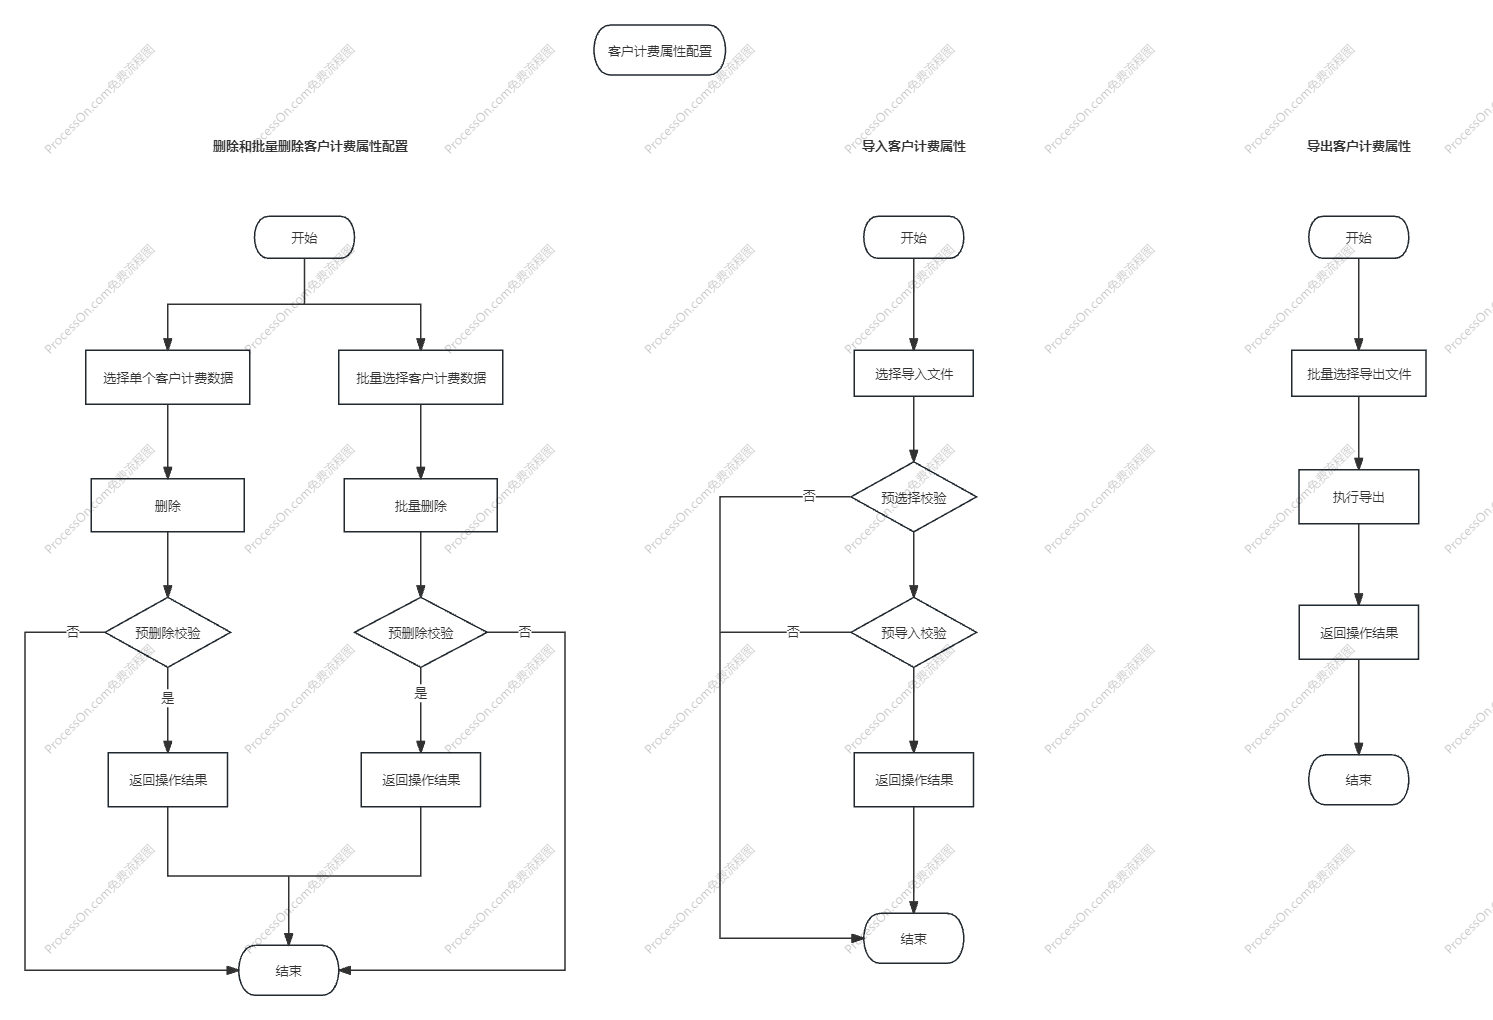 客户计费属性配置
删除和批量删除客户计费属性配置
开始
选择单个客户计费数据
批量选择客户计费数据
删除
批量删除
预删除校验
预删除校验
否
否
是
是
返回操作结果
返回操作结果
结束
导入客户计费属性
开始
选择导入文件
预选择校验
否
预导入校验
否
返回操作结果
结束
导出客户计费属性
开始
批量选择导出文件
执行导出
返回操作结果
结束
ProcessOn.com免费流程图